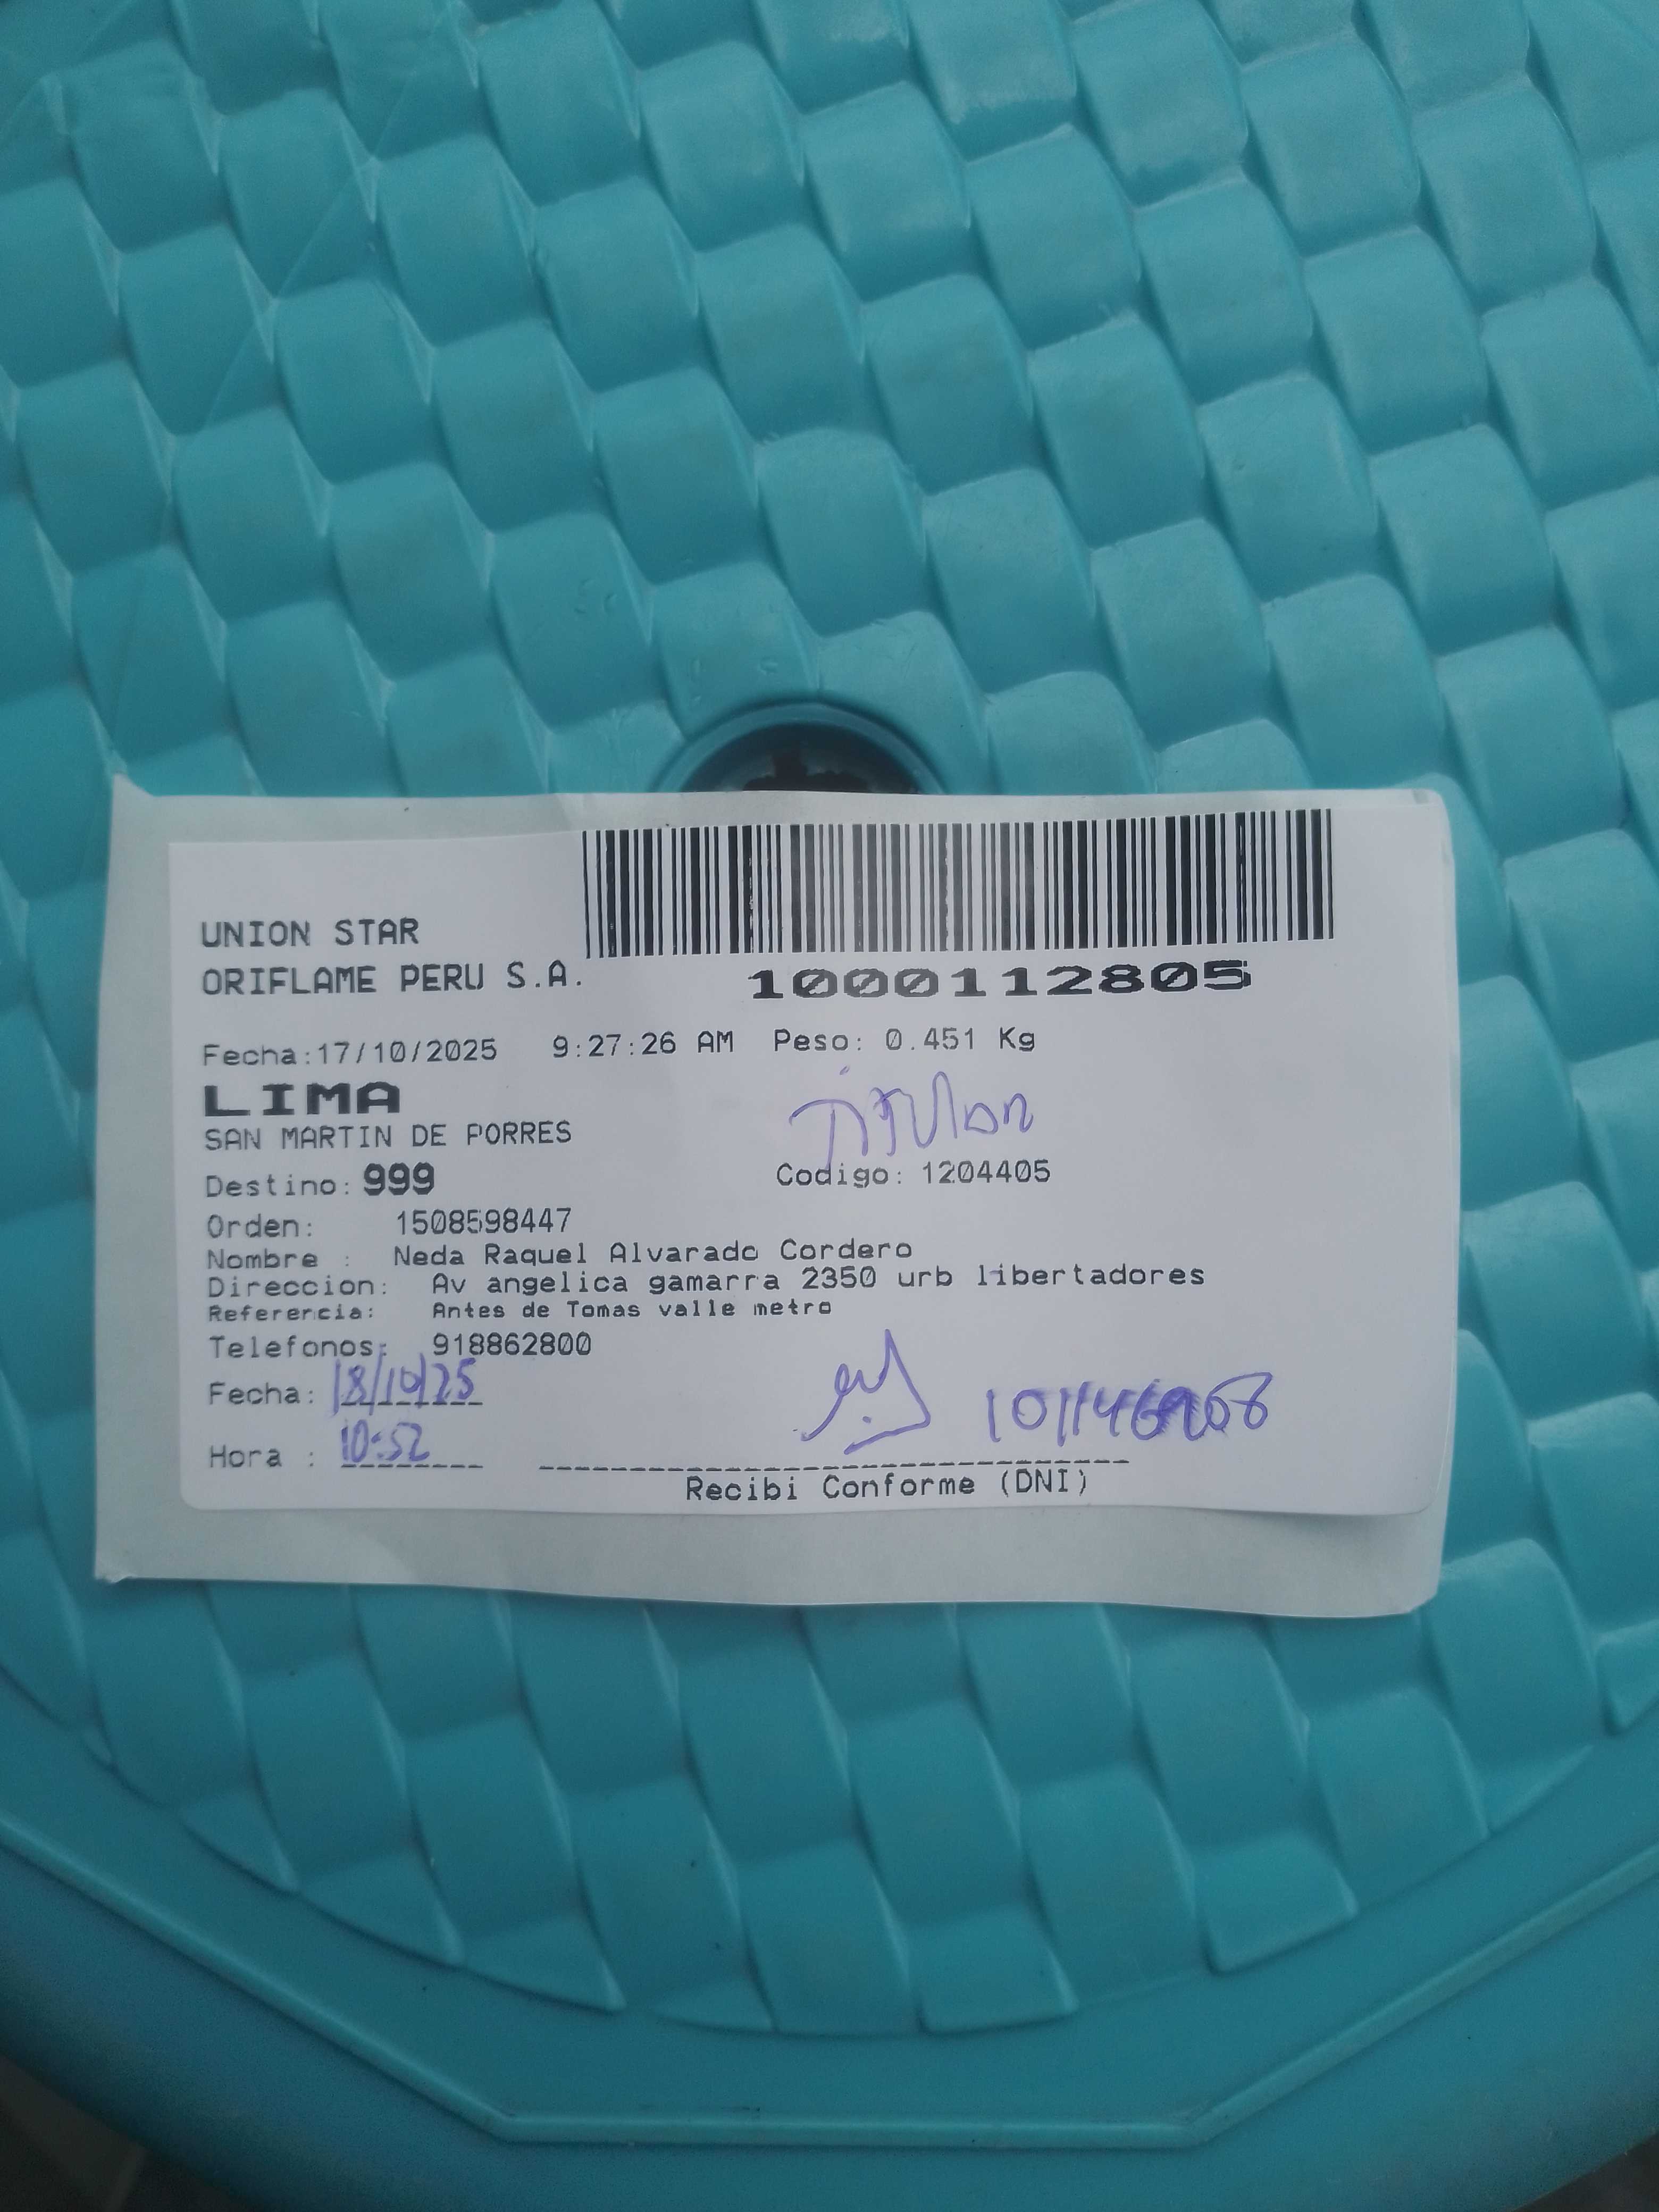 UNION STAR
ORIFLAME PERU S.A.
1000112805
Fecha:17/10/2025 9:27:26 AM Peso: 0.451 Kg
LIMA
SAN MARTIN DE PORRES
Destino: 999 Codigo: 1204405
Orden: 1508598447
Nombre : Neda Raquel Alvarado Cordero
Direccion: Av angelica gamarra 2350 urb libertadores
Referencia: Antes de Tomas valle metro
Telefonos: 918862800
Fecha: 18/10/25
Hora : 10:52
Recibi Conforme (DNI)